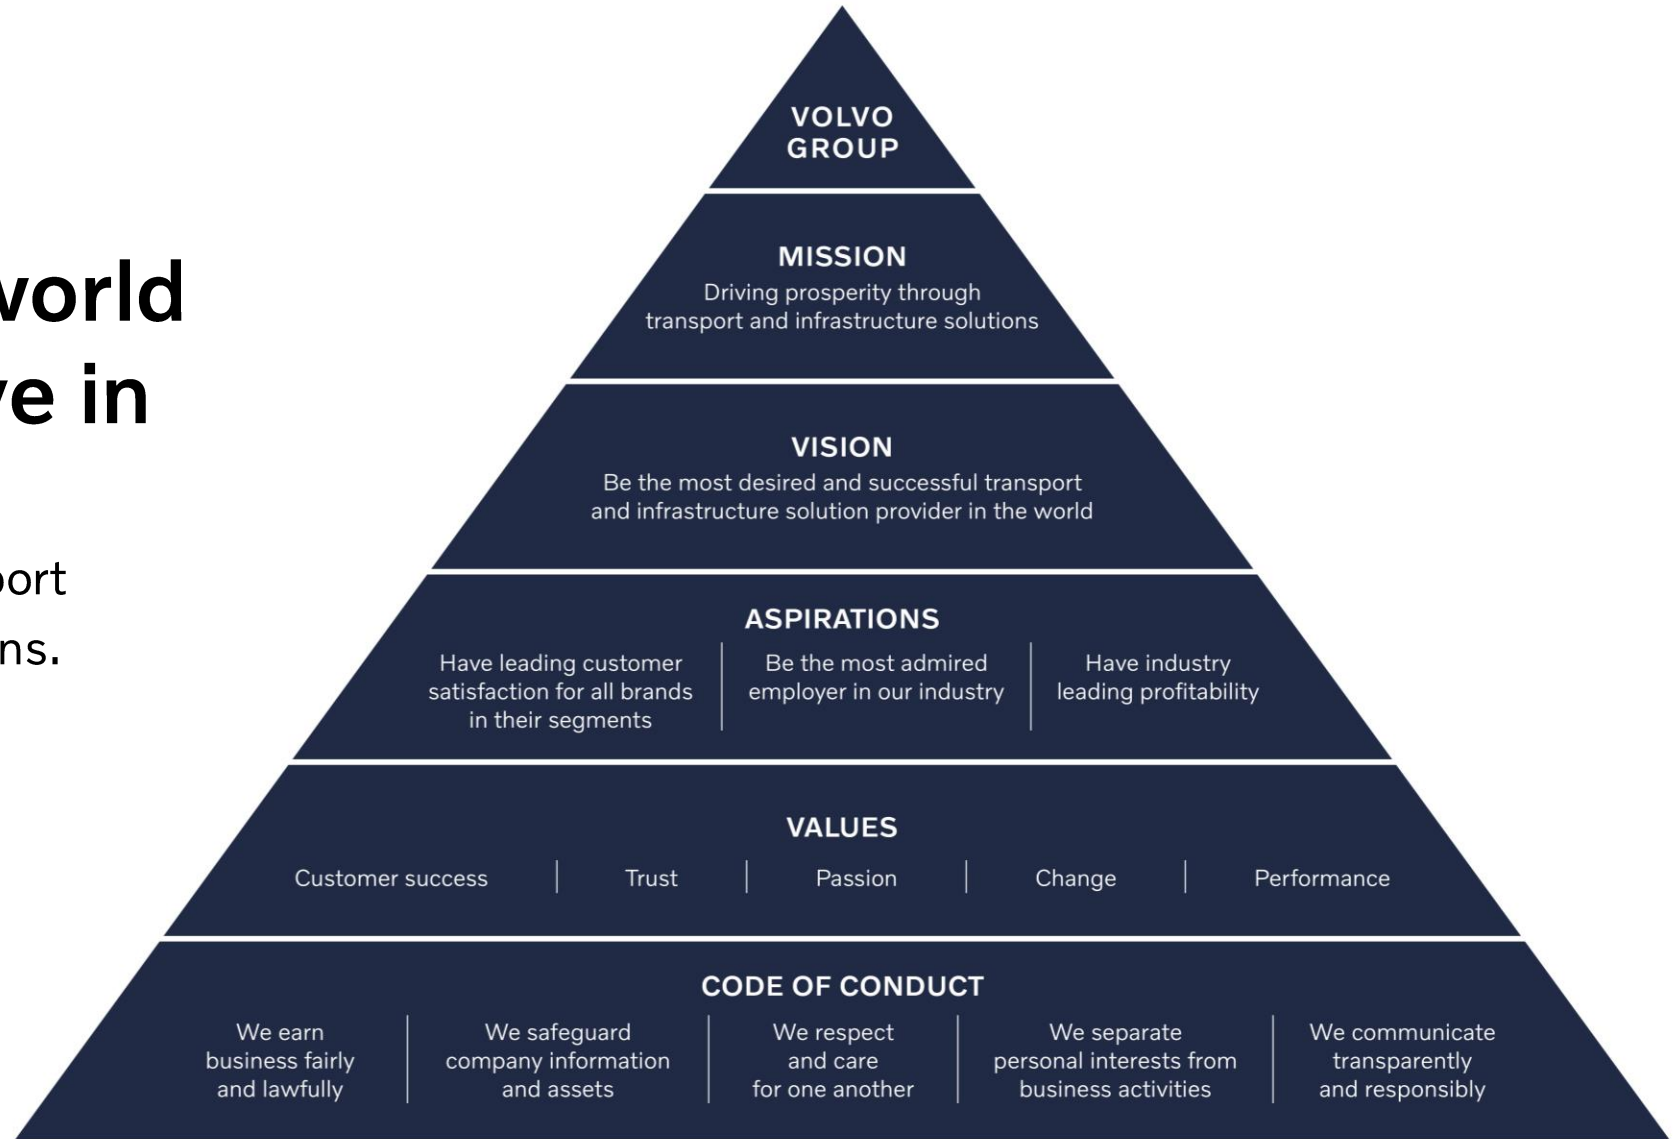 world
ve in
port
ns.
VOLVO
GROUP
MISSION
Driving prosperity through
transport and infrastructure solutions
VISION
Be the most desired and successful transport
and infrastructure solution provider in the world
ASPIRATIONS
Have leading customer
satisfaction for all brands
in their segments
Be the most admired
employer in our industry
Have industry
leading profitability
VALUES
Customer success
Trust
Passion
Change
Performance
CODE OF CONDUCT
We earn
business fairly
and lawfully
We safeguard
company information
and assets
We respect
and care
for one another
We separate
personal interests from
business activities
We communicate
transparently
and responsibly